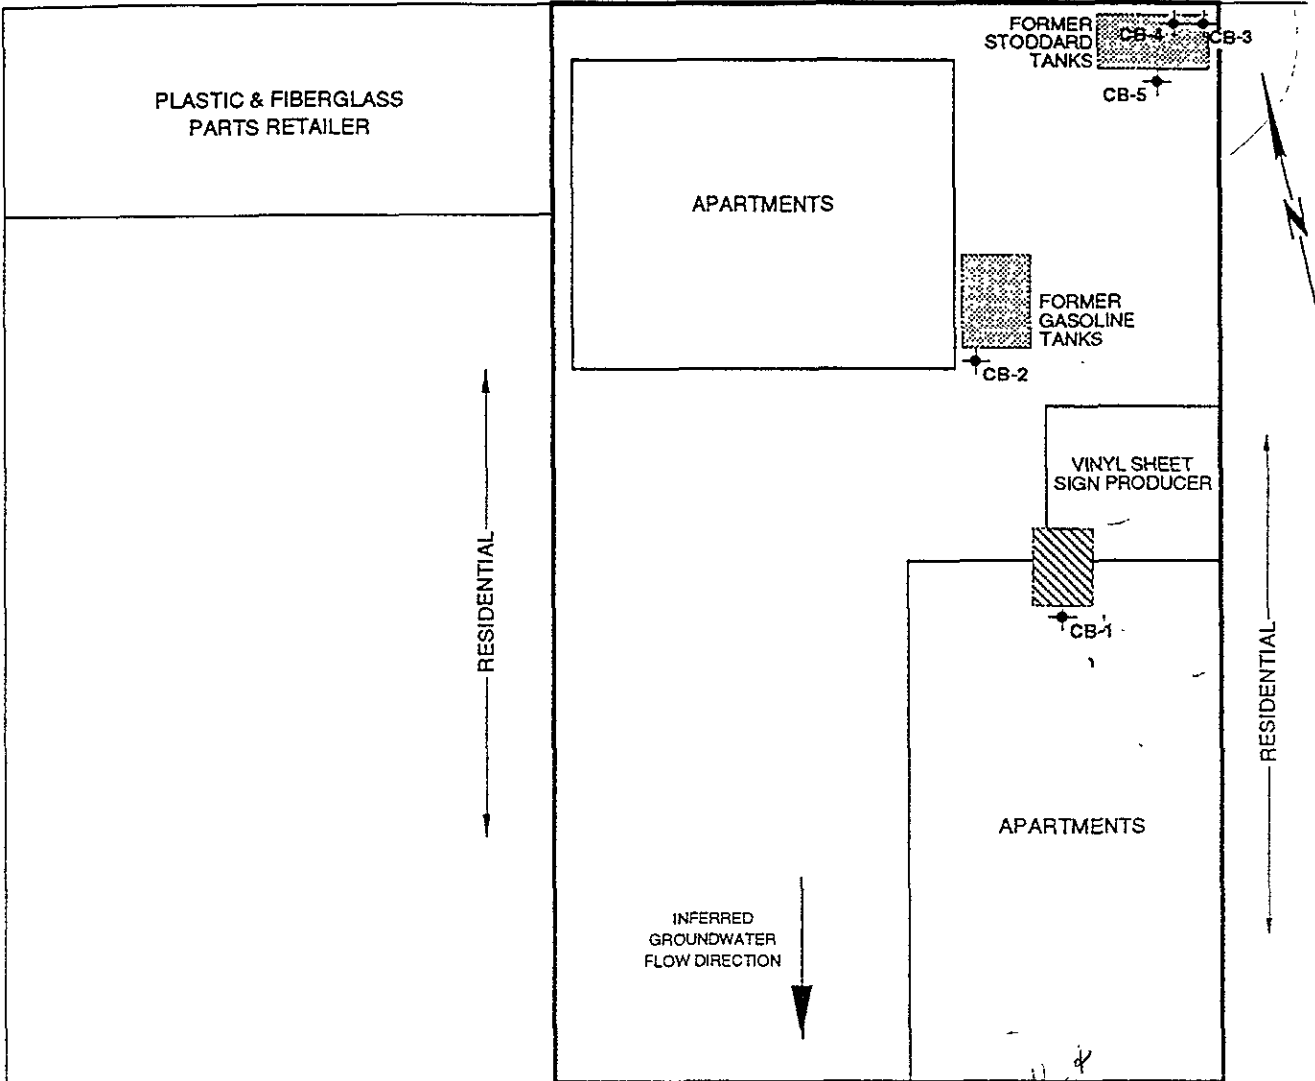 FORMER
STODDARD
TANKS
CB-4
CB-3
CB-5
PLASTIC & FIBERGLASS
PARTS RETAILER
APARTMENTS
FORMER
GASOLINE
TANKS
CB-2
VINYL SHEET
SIGN PRODUCER
RESIDENTIAL
CB-1
RESIDENTIAL
APARTMENTS
INFERRED
GROUNDWATER
FLOW DIRECTION
N